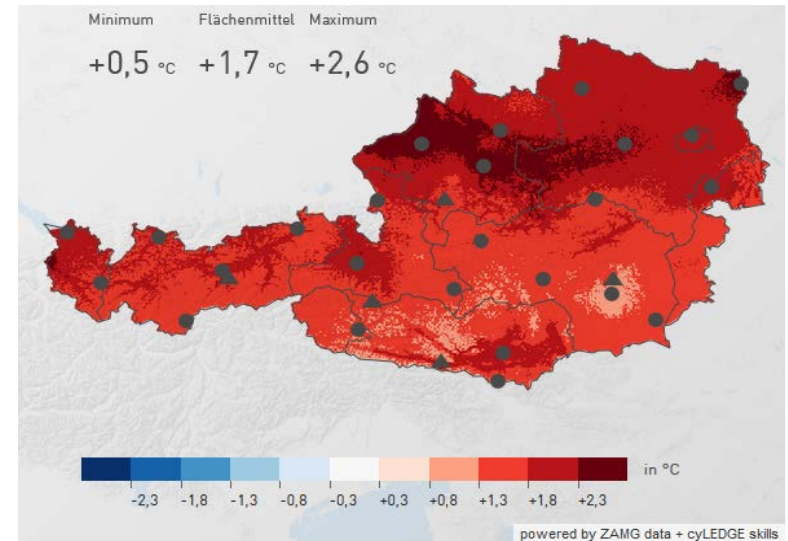 Minimum Flächenmittel Maximum
+0,5 °C +1,7 °C +2,6 °C
in °C
-2,3 -1,8 -1,3 -0,8 -0,3 +0,3 +0,8 +1,3 +1,8 +2,3
powered by ZAMG data + cyLEDGE skills